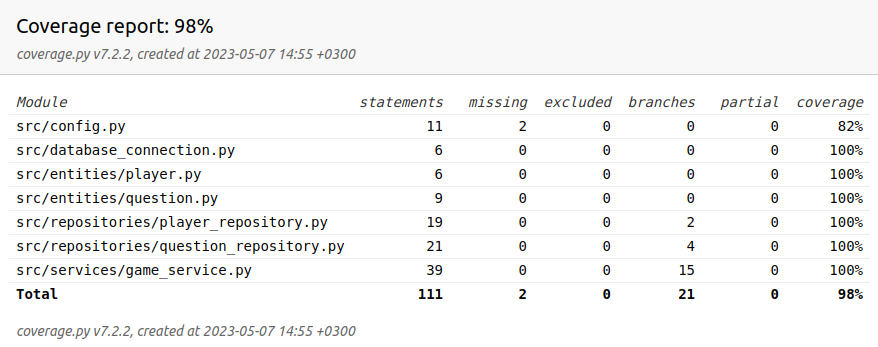 Coverage report: 98%
coverage.py v7.2.2, created at 2023-05-07 14:55 +0300
Module statements missing excluded branches partial coverage
src/config.py 11 2 0 0 0 82%
src/database_connection.py 6 0 0 0 0 100%
src/entities/player.py 6 0 0 0 0 100%
src/entities/question.py 9 0 0 0 0 100%
src/repositories/player_repository.py 19 0 0 2 0 100%
src/repositories/question_repository.py 21 0 0 4 0 100%
src/services/game_service.py 39 0 0 15 0 100%
Total 111 2 0 21 0 98%
coverage.py v7.2.2, created at 2023-05-07 14:55 +0300